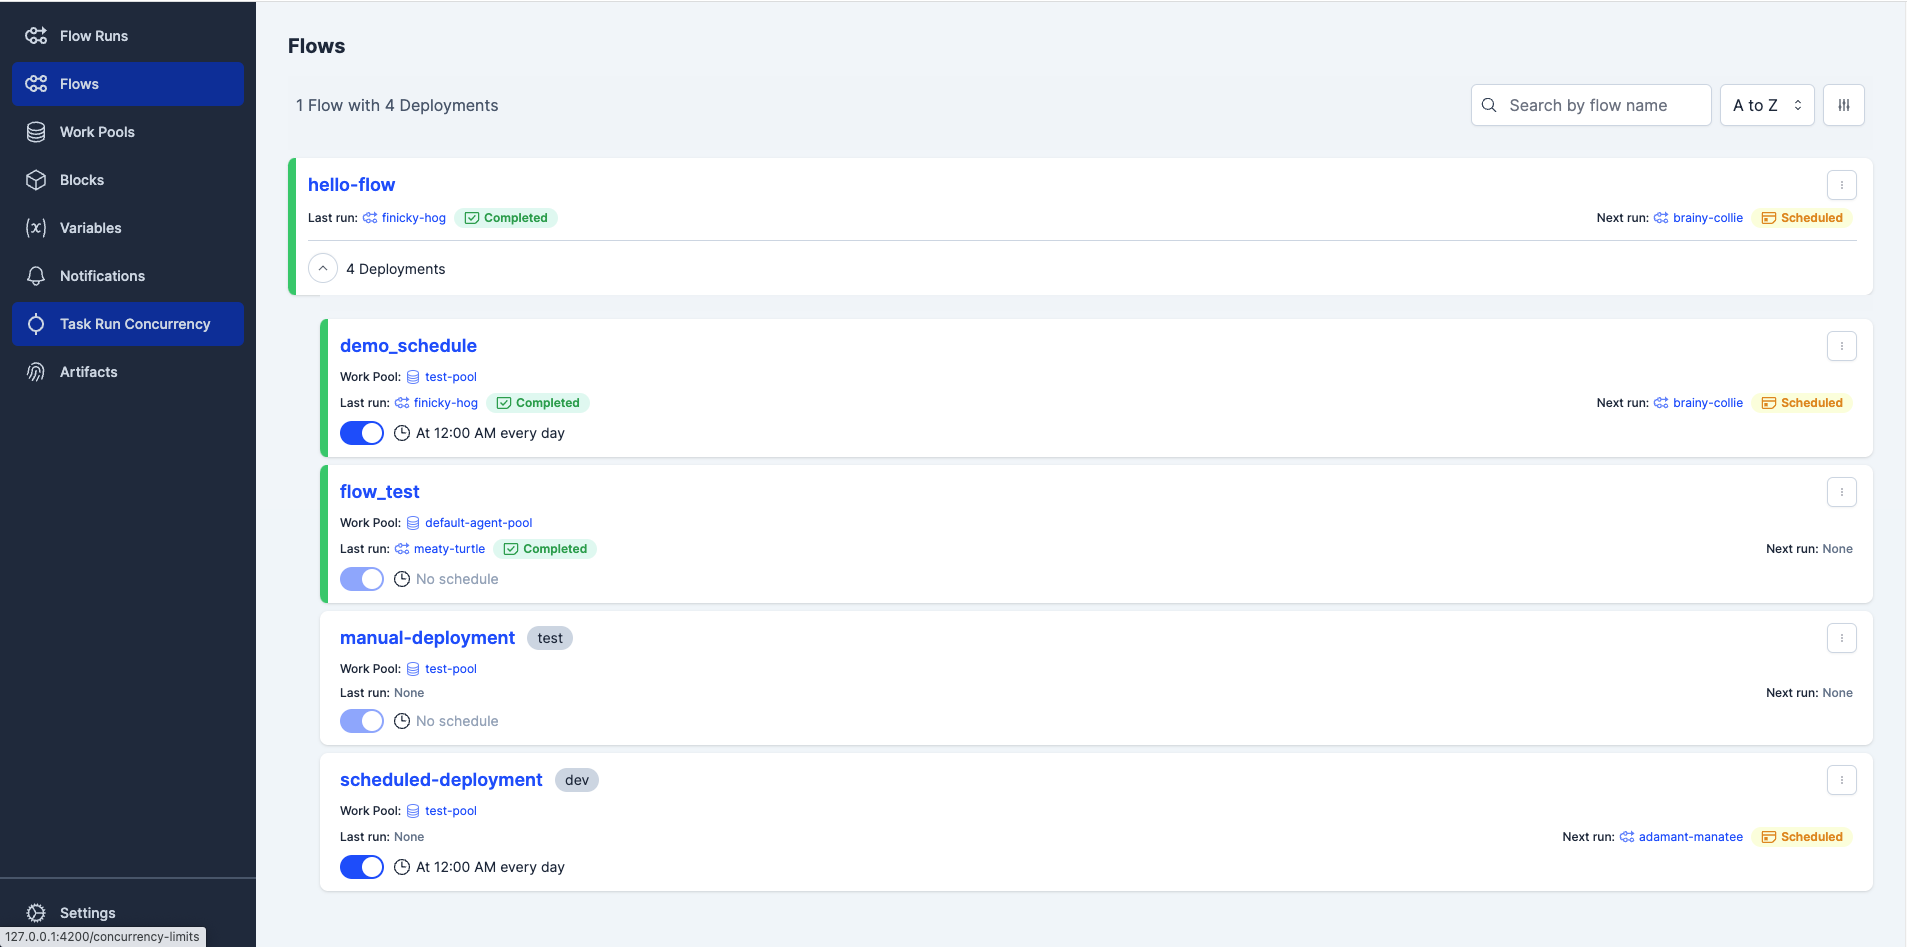 Flow Runs
Flows
Work Pools
Blocks
Variables
Notifications
Task Run Concurrency
Artifacts
Settings
127.0.0.1:4200/concurrency-limits
Flows
1 Flow with 4 Deployments
Search by flow name
A to Z
hello-flow
Last run: finicky-hog Completed
Next run: brainy-collie Scheduled
4 Deployments
demo_schedule
Work Pool: test-pool
Last run: finicky-hog Completed
Next run: brainy-collie Scheduled
At 12:00 AM every day
flow_test
Work Pool: default-agent-pool
Last run: meaty-turtle Completed
Next run: None
No schedule
manual-deployment test
Work Pool: test-pool
Last run: None
Next run: None
No schedule
scheduled-deployment dev
Work Pool: test-pool
Last run: None
Next run: adamant-manatee Scheduled
At 12:00 AM every day